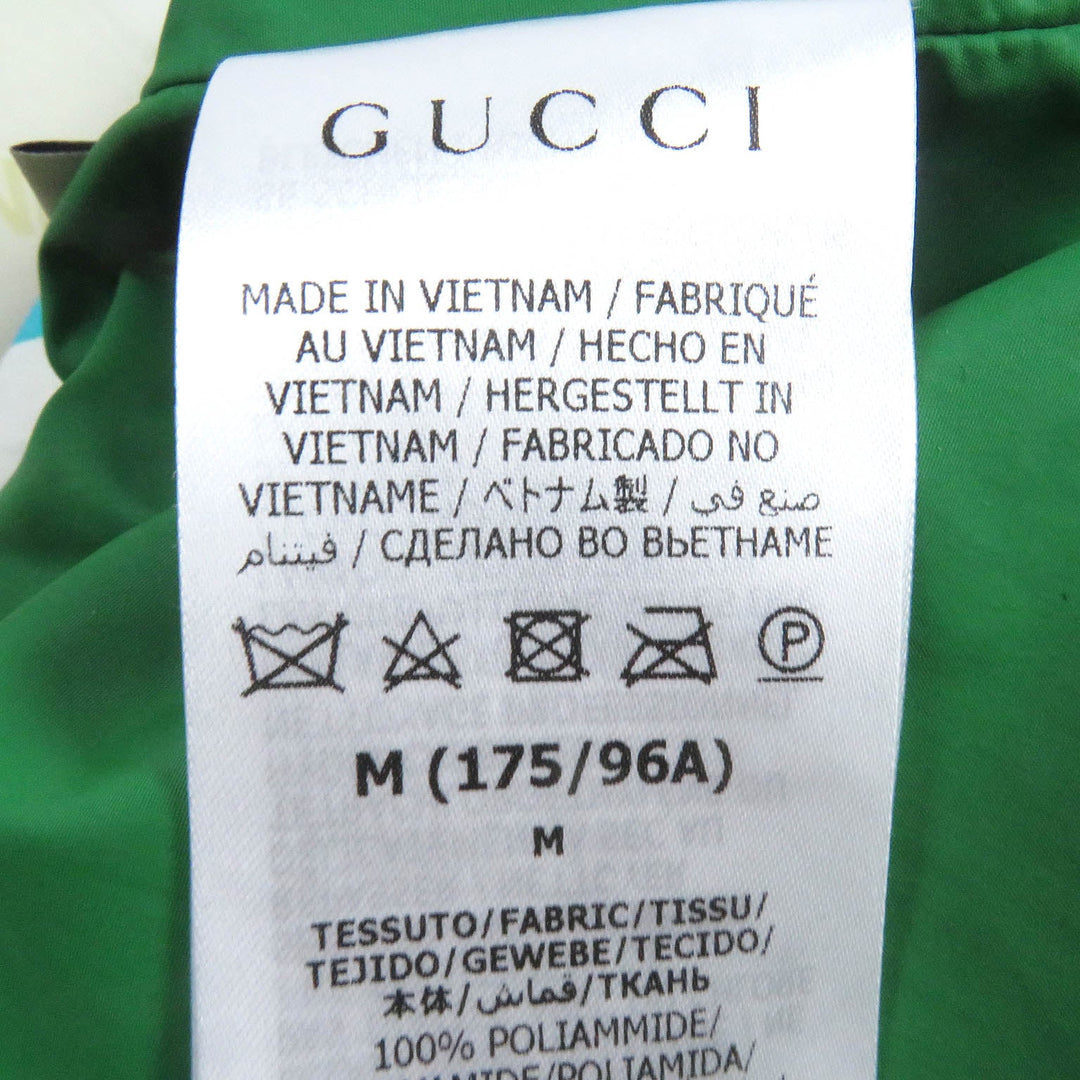 GUCCI
MADE IN VIETNAM / FABRIQUÉ
AU VIETNAM / HECHO EN
VIETNAM / HERGESTELLT IN
VIETNAM / FABRICADO NO
VIETNAME / ベトナム製 / صنع في
فيتنام / СДЕЛАНО ВО ВЬЕТНАМЕ
P
M (175/96A)
M
TESSUTO/FABRIC/TISSU/
TEJIDO/GEWEBE/TECIDO/
本体/قماش/ТКАНЬ
100% POLIAMMIDE/
/POLIAMIDA/